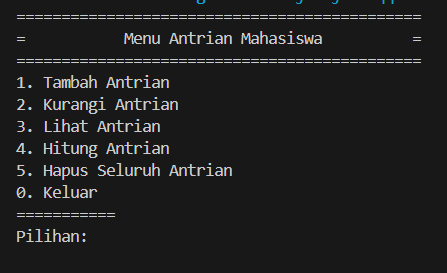 =============================================
=           Menu Antrian Mahasiswa          =
=============================================
1. Tambah Antrian
2. Kurangi Antrian
3. Lihat Antrian
4. Hitung Antrian
5. Hapus Seluruh Antrian
0. Keluar
===========
Pilihan: